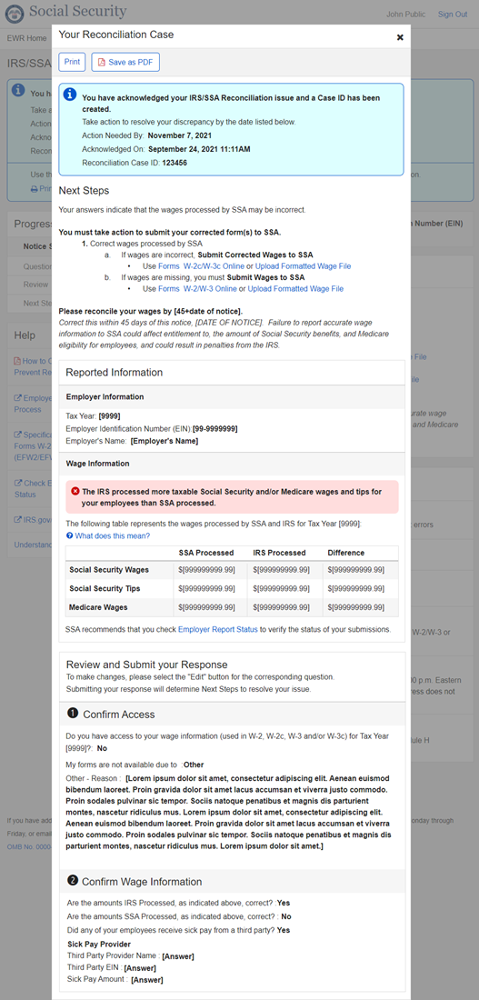 Social Security
John Public Sign Out
EWR Home
IRS/SSA
Your Reconciliation Case
Print Save as PDF
You have acknowledged your IRS/SSA Reconciliation issue and a Case ID has been
created.
Take action to resolve your discrepancy by the date listed below.
Action Needed By: November 7, 2021
Acknowledged On: September 24, 2021 11:11AM
Reconciliation Case ID: 123456
Next Steps
Your answers indicate that the wages processed by SSA may be incorrect.
You must take action to submit your corrected form(s) to SSA.
1. Correct wages processed by SSA
a. If wages are incorrect, Submit Corrected Wages to SSA
• Use Forms W-2c/W-3c Online or Upload Formatted Wage File
b. If wages are missing, you must Submit Wages to SSA
• Use Forms W-2/W-3 Online or Upload Formatted Wage File
Please reconcile your wages by [45+date of notice].
Correct this within 45 days of this notice, [DATE OF NOTICE]. Failure to report accurate wage
information to SSA could affect entitlement to, the amount of Social Security benefits, and Medicare
eligibility for employees, and could result in penalties from the IRS.
Reported Information
Employer Information
Tax Year: [9999]
Employer Identification Number (EIN):[99-9999999]
Employer's Name: [Employer's Name]
Wage Information
The IRS processed more taxable Social Security and/or Medicare wages and tips for
your employees than SSA processed.
The following table represents the wages processed by SSA and IRS for Tax Year [9999]:
What does this mean?
SSA Processed IRS Processed Difference
Social Security Wages $[999999999.99] $[999999999.99] $[999999999.99]
Social Security Tips $[999999999.99] $[999999999.99] $[999999999.99]
Medicare Wages $[999999999.99] $[999999999.99] $[999999999.99]
SSA recommends that you check Employer Report Status to verify the status of your submissions.
Review and Submit your Response
To make changes, please select the "Edit" button for the corresponding question.
Submitting your response will determine Next Steps to resolve your issue.
1 Confirm Access
Do you have access to your wage information (used in W-2, W-2c, W-3 and/or W-3c) for Tax Year
[9999]?: No
My forms are not available due to :Other
Other - Reason : [Lorem ipsum dolor sit amet, consectetur adipiscing elit. Aenean euismod
bibendum laoreet. Proin gravida dolor sit amet lacus accumsan et viverra justo commodo.
Proin sodales pulvinar sic tempor. Sociis natoque penatibus et magnis dis parturient
montes, nascetur ridiculus mus. Lorem ipsum dolor sit amet, consectetur adipiscing elit.
Aenean euismod bibendum laoreet. Proin gravida dolor sit amet lacus accumsan et viverra
justo commodo. Proin sodales pulvinar sic tempor. Sociis natoque penatibus et magnis dis
parturient montes, nascetur ridiculus mus. Lorem ipsum dolor sit amet.]
2 Confirm Wage Information
Are the amounts IRS Processed, as indicated above, correct? :Yes
Are the amounts SSA Processed, as indicated above, correct? : No
Did any of your employees receive sick pay from a third party? Yes
Sick Pay Provider
Third Party Provider Name : [Answer]
Third Party EIN : [Answer]
Sick Pay Amount : [Answer]